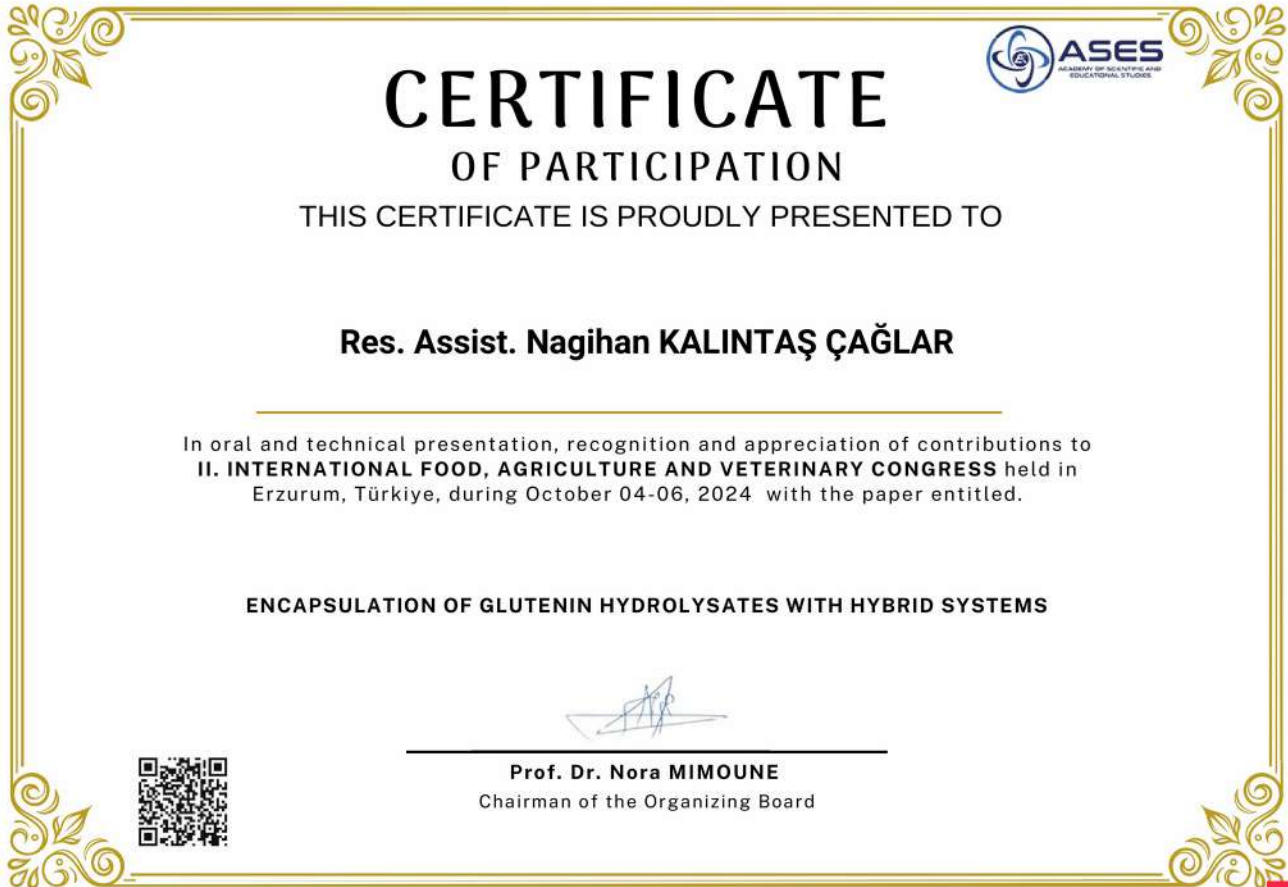 ASES
ACADEMY OF SCIENTIFIC AND
EDUCATIONAL STUDIES
CERTIFICATE
OF PARTICIPATION
THIS CERTIFICATE IS PROUDLY PRESENTED TO
Res. Assist. Nagihan KALINTAŞ ÇAĞLAR
In oral and technical presentation, recognition and appreciation of contributions to
II. INTERNATIONAL FOOD, AGRICULTURE AND VETERINARY CONGRESS held in
Erzurum, Türkiye, during October 04-06, 2024 with the paper entitled.
ENCAPSULATION OF GLUTENIN HYDROLYSATES WITH HYBRID SYSTEMS
Prof. Dr. Nora MIMOUNE
Chairman of the Organizing Board